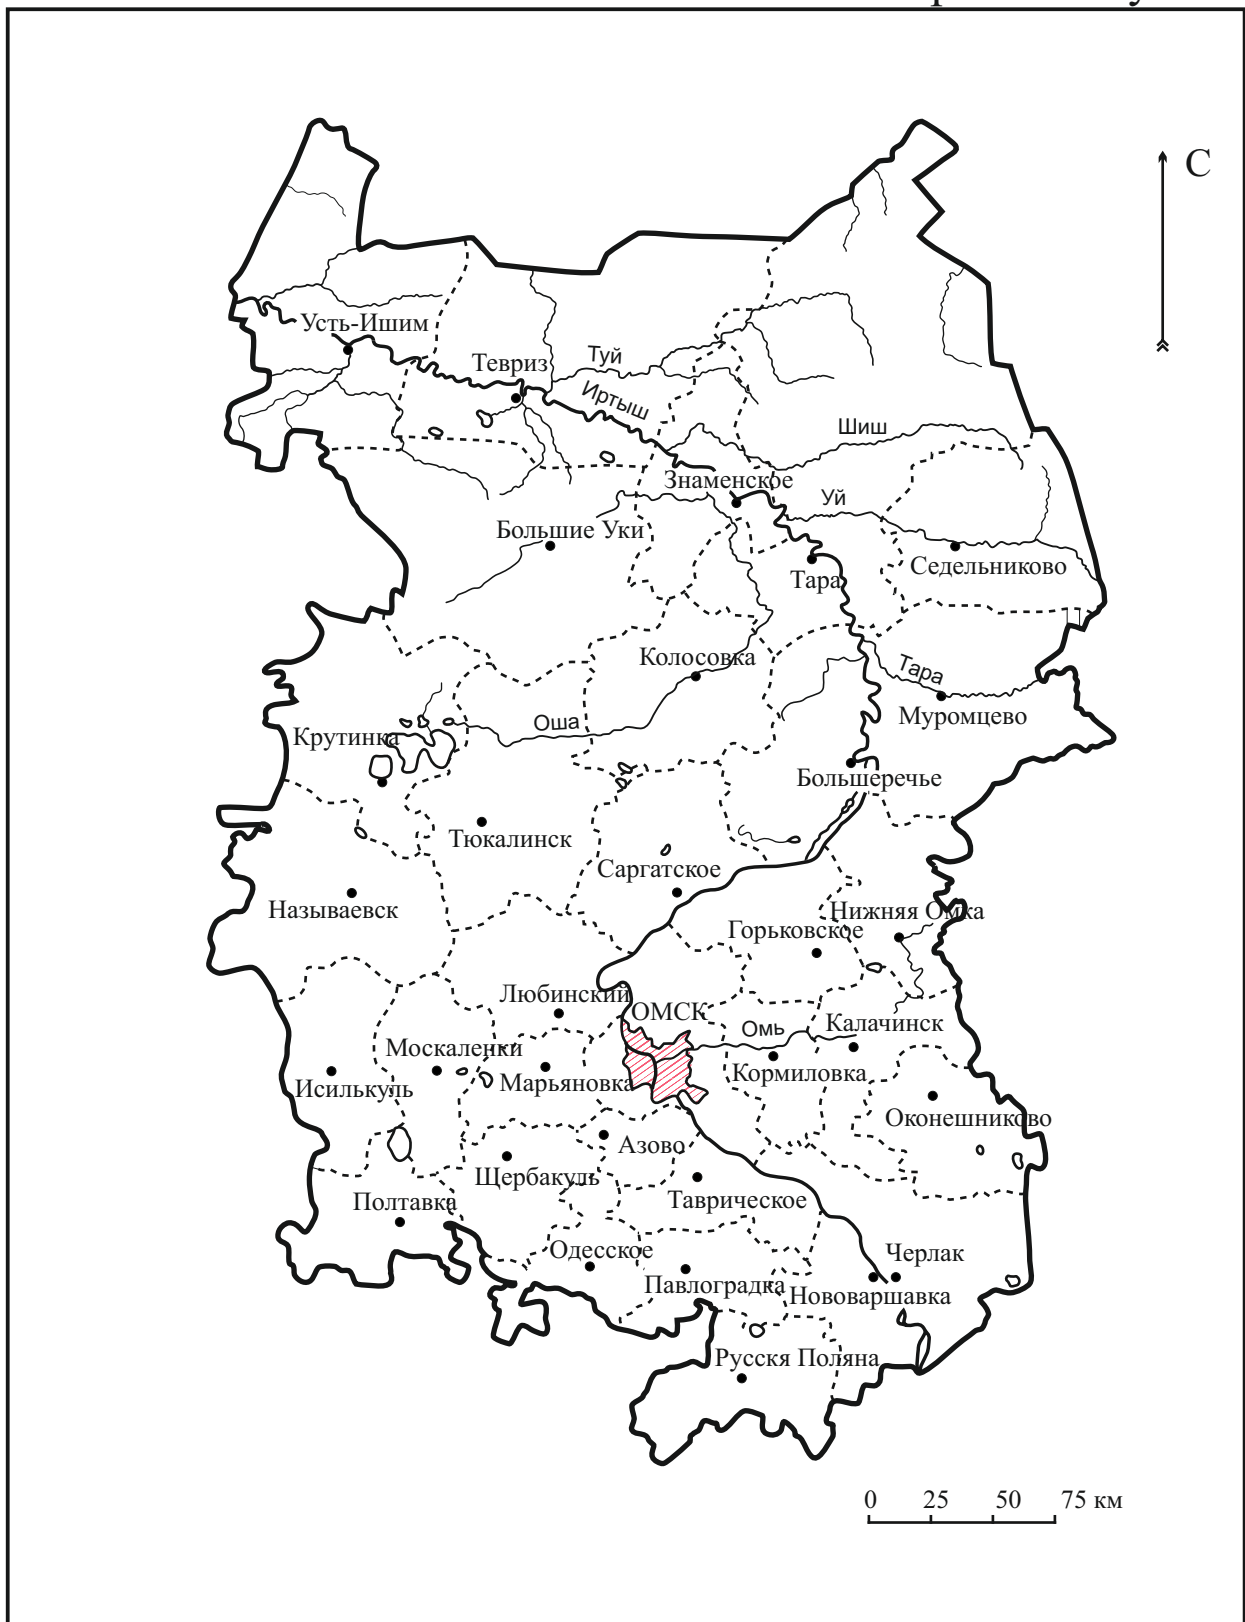 С
Усть-Ишим
Тевриз
Туй
Иртыш
Шиш
Знаменское
Уй
Большие Уки
Тара
Седельниково
Колосовка
Тара
Муромцево
Оша
Крутинка
Большеречье
Тюкалинск
Саргатское
Называевск
Нижняя Омка
Горьковское
Любинский
ОМСК
Омь
Калачинск
Москаленки
Марьяновка
Кормиловка
Исилькуль
Оконешниково
Азово
Щербакуль
Таврическое
Полтавка
Одесское
Черлак
Павлоградка
Нововаршавка
Русскя Поляна
0 25 50 75 км